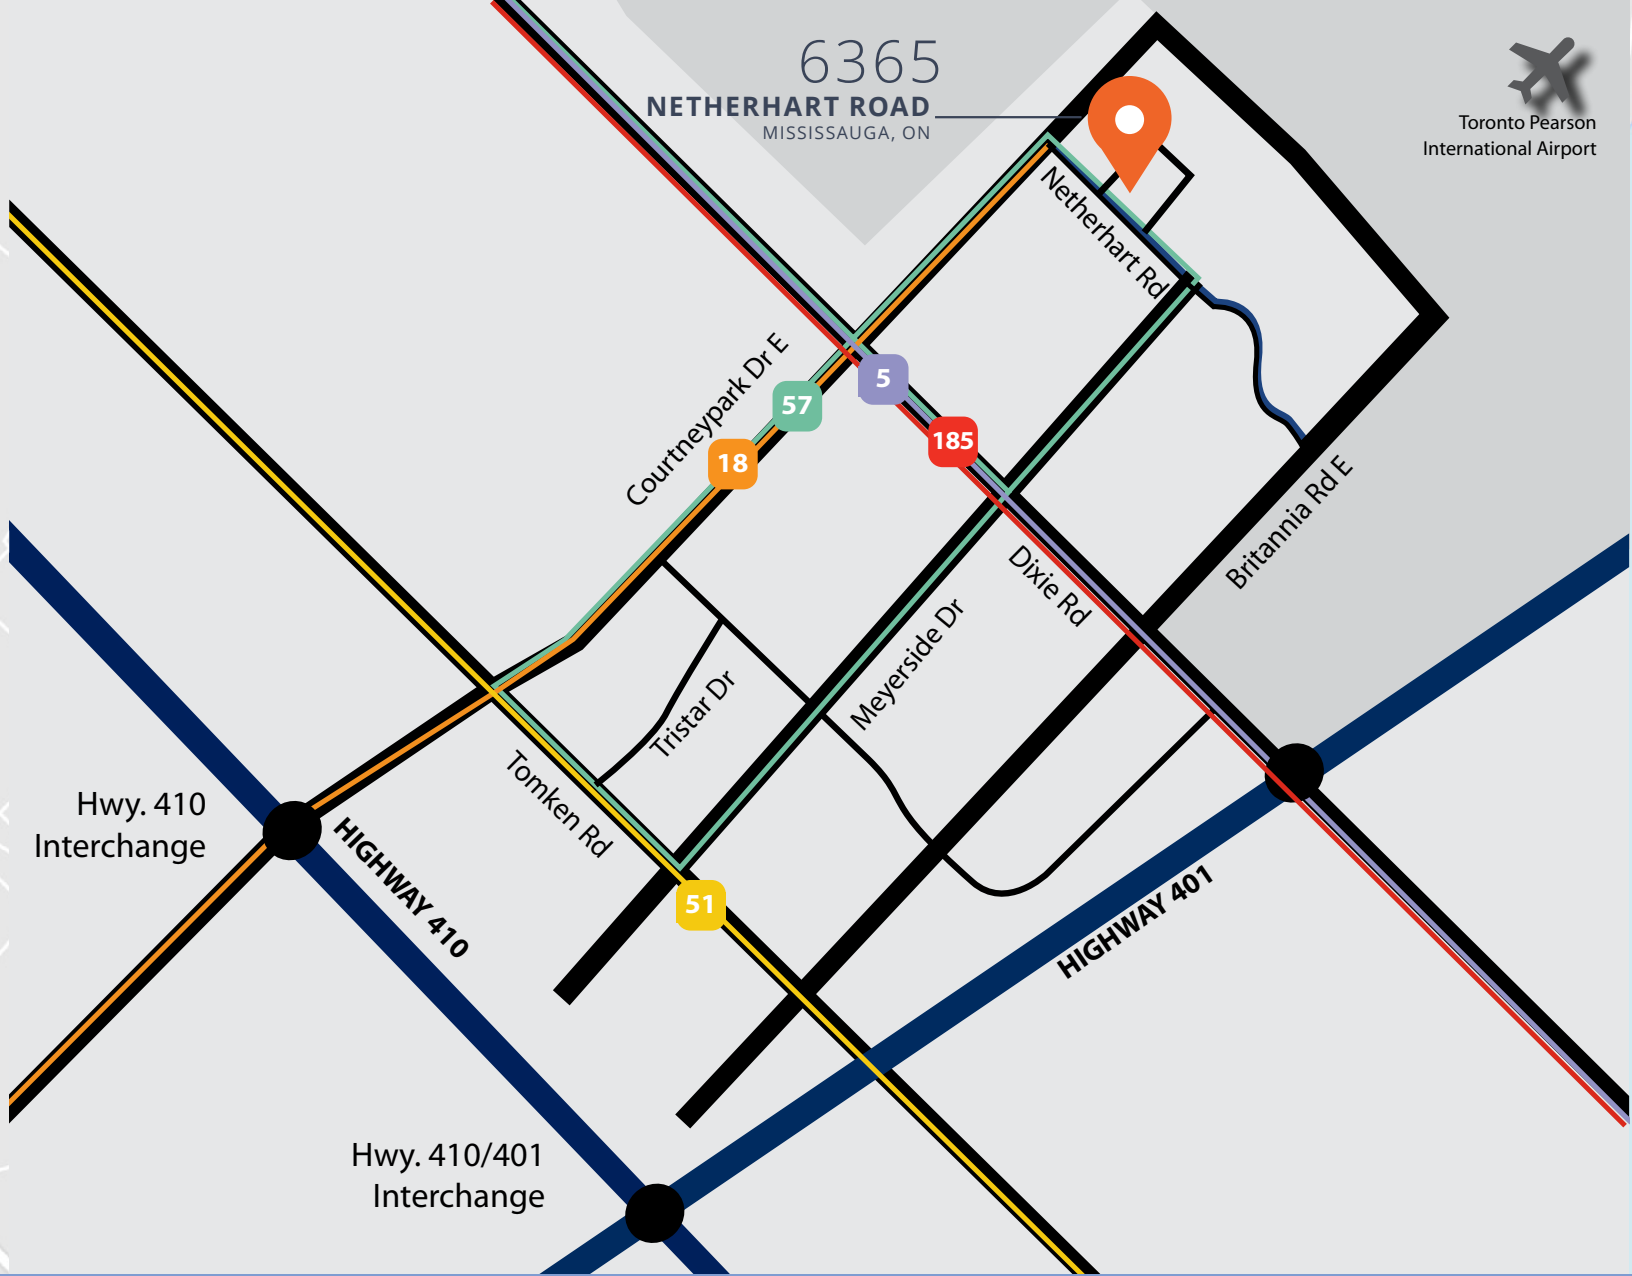 6365
NETHERHART ROAD
MISSISSAUGA, ON
Toronto Pearson
International Airport
Netherhart Rd
Courtneypark Dr E
5
57
185
18
Britannia Rd E
Dixie Rd
Meyerside Dr
Tristar Dr
Tomken Rd
Hwy. 410
Interchange
HIGHWAY 410
51
HIGHWAY 401
Hwy. 410/401
Interchange